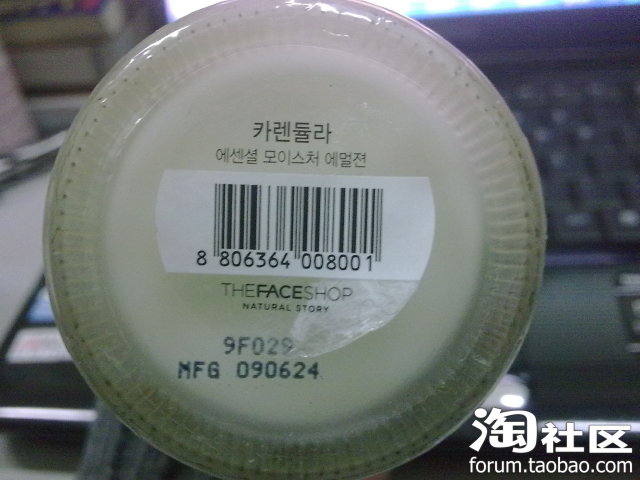 카렌듈라
에센셜 모이스처 에멀젼
8 806364 008001
THEFACESHOP
NATURAL STORY
9F029
MFG 090624
淘社区
forum.taobao.com